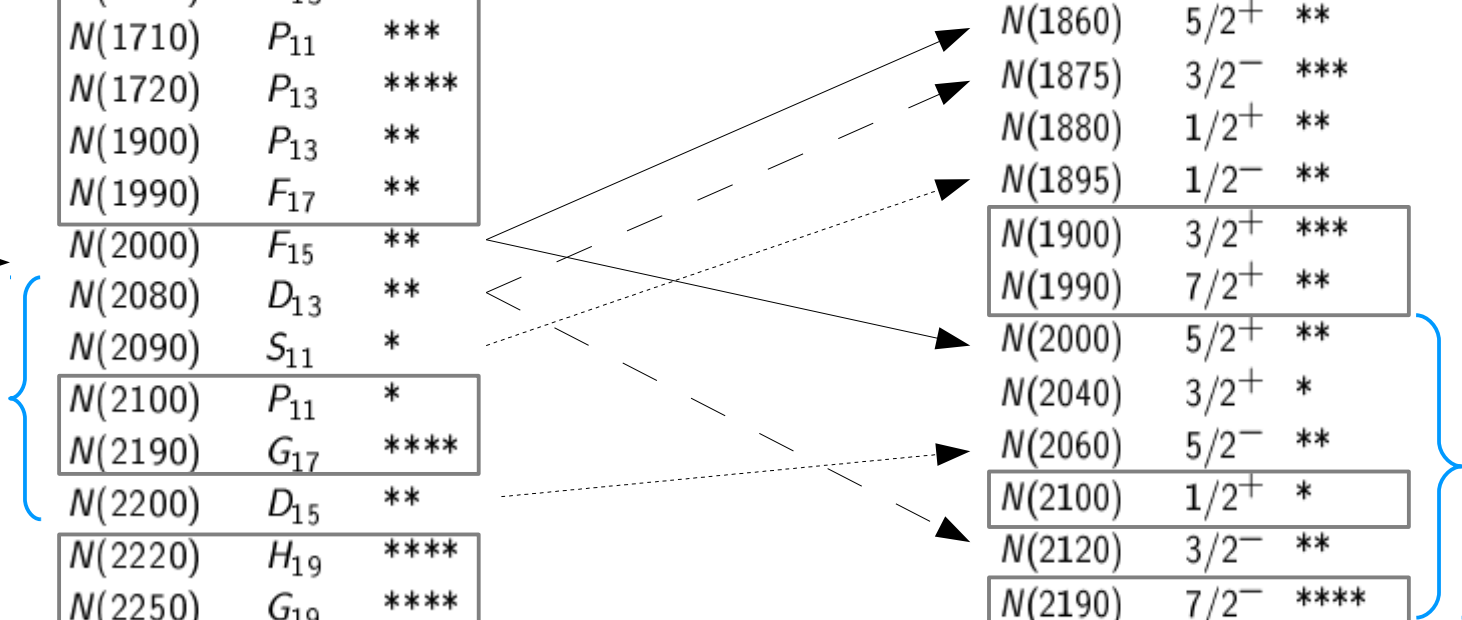 N(1710) P₁₁ ***
N(1720) P₁₃ ****
N(1900) P₁₃ **
N(1990) F₁₇ **
N(2000) F₁₅ **
N(2080) D₁₃ **
N(2090) S₁₁ *
N(2100) P₁₁ *
N(2190) G₁₇ ****
N(2200) D₁₅ **
N(2220) H₁₉ ****
N(2250) G₁₉ ****
N(1860) 5/2⁺ **
N(1875) 3/2⁻ ***
N(1880) 1/2⁺ **
N(1895) 1/2⁻ **
N(1900) 3/2⁺ ***
N(1990) 7/2⁺ **
N(2000) 5/2⁺ **
N(2040) 3/2⁺ *
N(2060) 5/2⁻ **
N(2100) 1/2⁺ *
N(2120) 3/2⁻ **
N(2190) 7/2⁻ ****